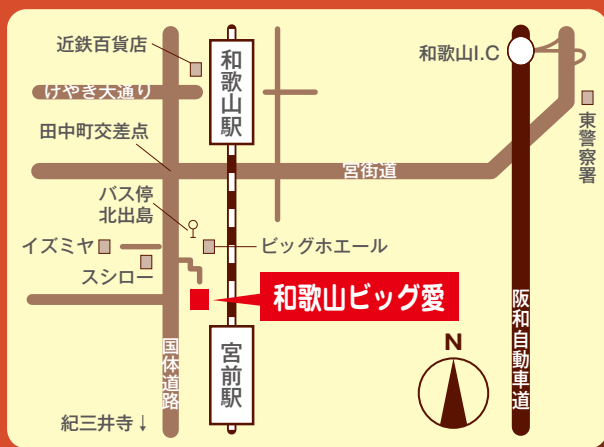 近鉄百貨店
和歌山駅
和歌山I.C
けやき大通り
東警察署
田中町交差点
宮街道
バス停
北出島
イズミヤ
ビッグホエール
スシロー
和歌山ビッグ愛
阪和自動車道
国体道路
宮前駅
N
紀三井寺↓